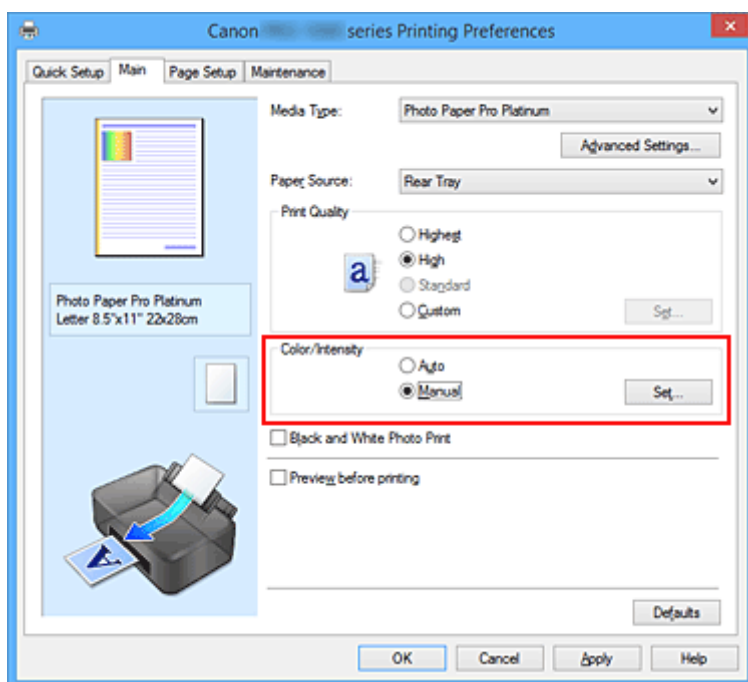 Canon series Printing Preferences
Quick Setup Main Page Setup Maintenance
Media Type: Photo Paper Pro Platinum
Advanced Settings...
Paper Source: Rear Tray
Print Quality
Highest
a High
Standard
Custom Set...
Photo Paper Pro Platinum
Letter 8.5"x11" 22x28cm
Color/Intensity
Auto
Manual Set...
Black and White Photo Print
Preview before printing
A
Defaults
OK Cancel Apply Help